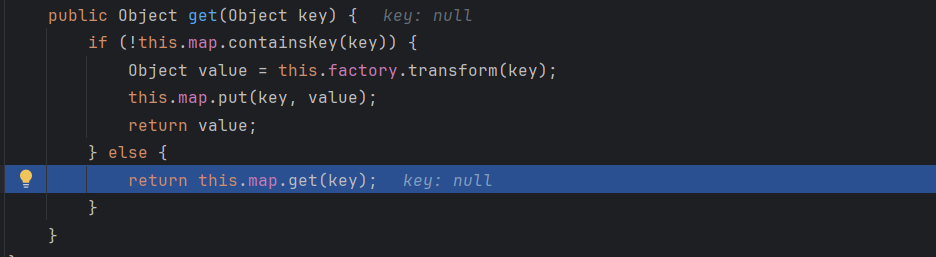 public Object get(Object key) {   key: null
    if (!this.map.containsKey(key)) {
        Object value = this.factory.transform(key);
        this.map.put(key, value);
        return value;
    } else {
        return this.map.get(key);   key: null
    }
}